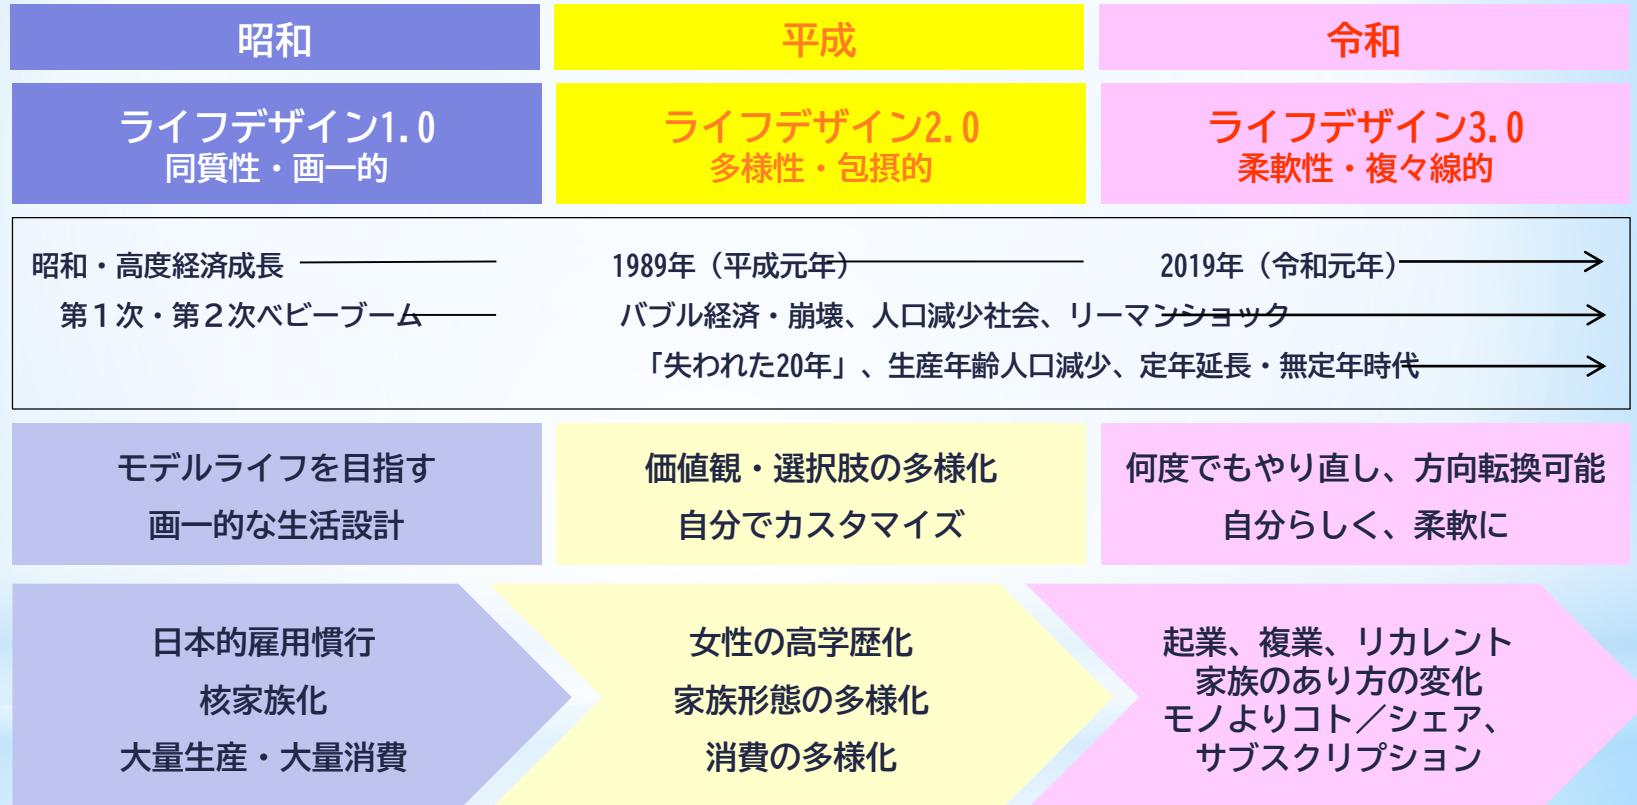 昭和
平成
令和
ライフデザイン1.0
同質性・画一的
ライフデザイン2.0
多様性・包摂的
ライフデザイン3.0
柔軟性・複々線的
昭和・高度経済成長
1989年（平成元年）
2019年（令和元年）
第１次・第２次ベビーブーム
バブル経済・崩壊、人口減少社会、リーマンショック
「失われた20年」、生産年齢人口減少、定年延長・無定年時代
モデルライフを目指す
画一的な生活設計
価値観・選択肢の多様化
自分でカスタマイズ
何度でもやり直し、方向転換可能
自分らしく、柔軟に
日本的雇用慣行
核家族化
大量生産・大量消費
女性の高学歴化
家族形態の多様化
消費の多様化
起業、複業、リカレント
家族のあり方の変化
モノよりコト／シェア、
サブスクリプション